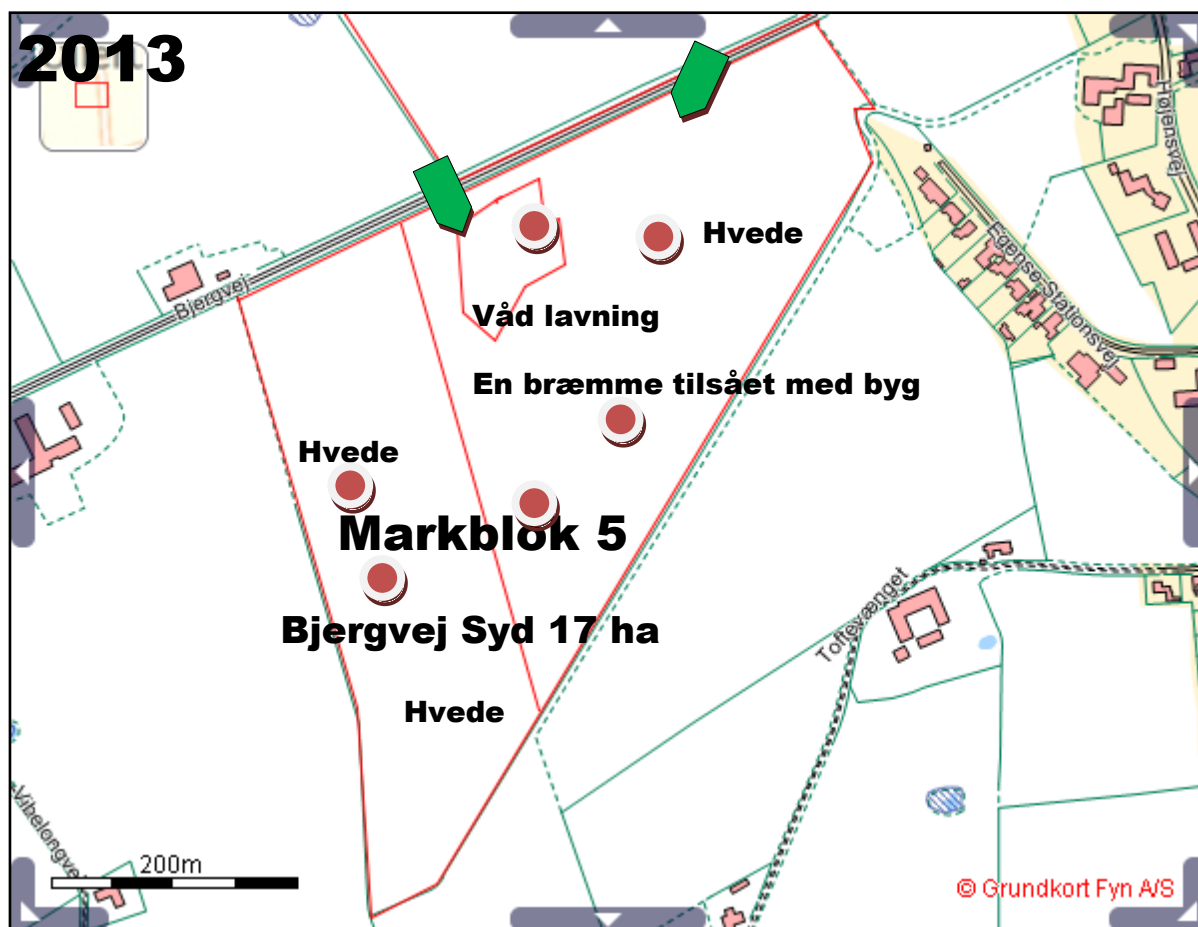 2013
Højensvej
Hvede
Egense Stationsvej
Bjergvej
Våd lavning
En bræmme tilsået med byg
Hvede
Markblok 5
Bjergvej Syd 17 ha
Toftevænget
Hvede
Vibelongvej
200m
© Grundkort Fyn A/S